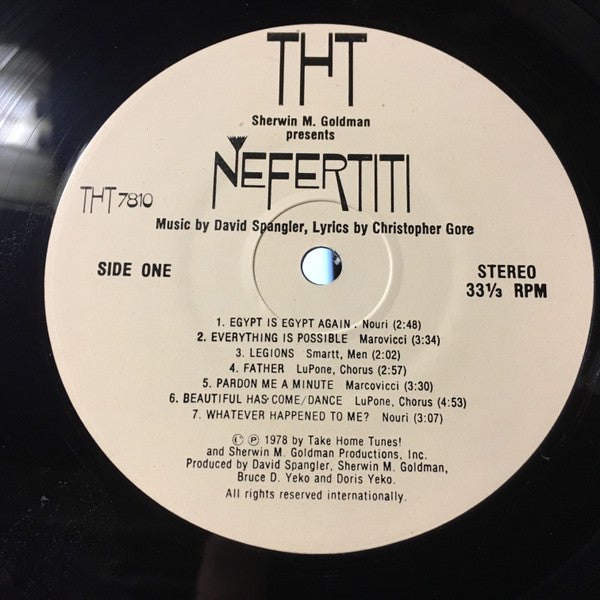 THT
Sherwin M. Goldman
presents
NEFERTITI
THT 7810
Music by David Spangler, Lyrics by Christopher Gore
SIDE ONE
STEREO
33⅓ RPM
1. EGYPT IS EGYPT AGAIN. Nouri (2:48)
2. EVERYTHING IS POSSIBLE Marovicci (3:34)
3. LEGIONS Smartt, Men (2:02)
4. FATHER LuPone, Chorus (2:57)
5. PARDON ME A MINUTE Marcovicci (3:30)
6. BEAUTIFUL HAS COME/DANCE LuPone, Chorus (4:53)
7. WHATEVER HAPPENED TO ME? Nouri (3:07)
© ℗ 1978 by Take Home Tunes!
and Sherwin M. Goldman Productions, Inc.
Produced by David Spangler, Sherwin M. Goldman,
Bruce D. Yeko and Doris Yeko.
All rights reserved internationally.